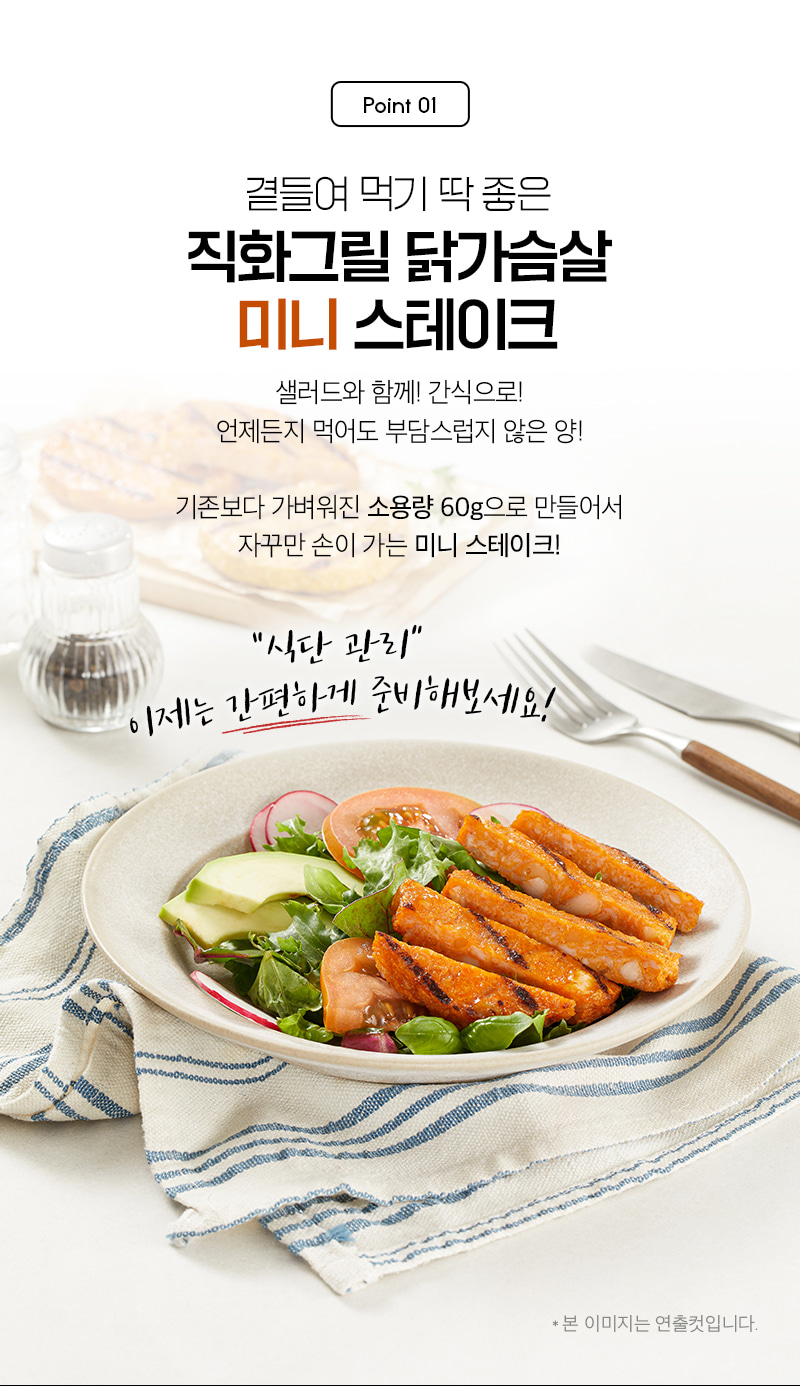 Point 01
곁들여 먹기 딱 좋은
직화그릴 닭가슴살
미니 스테이크
샐러드와 함께! 간식으로!
언제든지 먹어도 부담스럽지 않은 양!
기존보다 가벼워진 소용량 60g으로 만들어서
자꾸만 손이 가는 미니 스테이크!
"식단 관리"
이제는 간편하게 준비해보세요!
*본 이미지는 연출컷입니다.